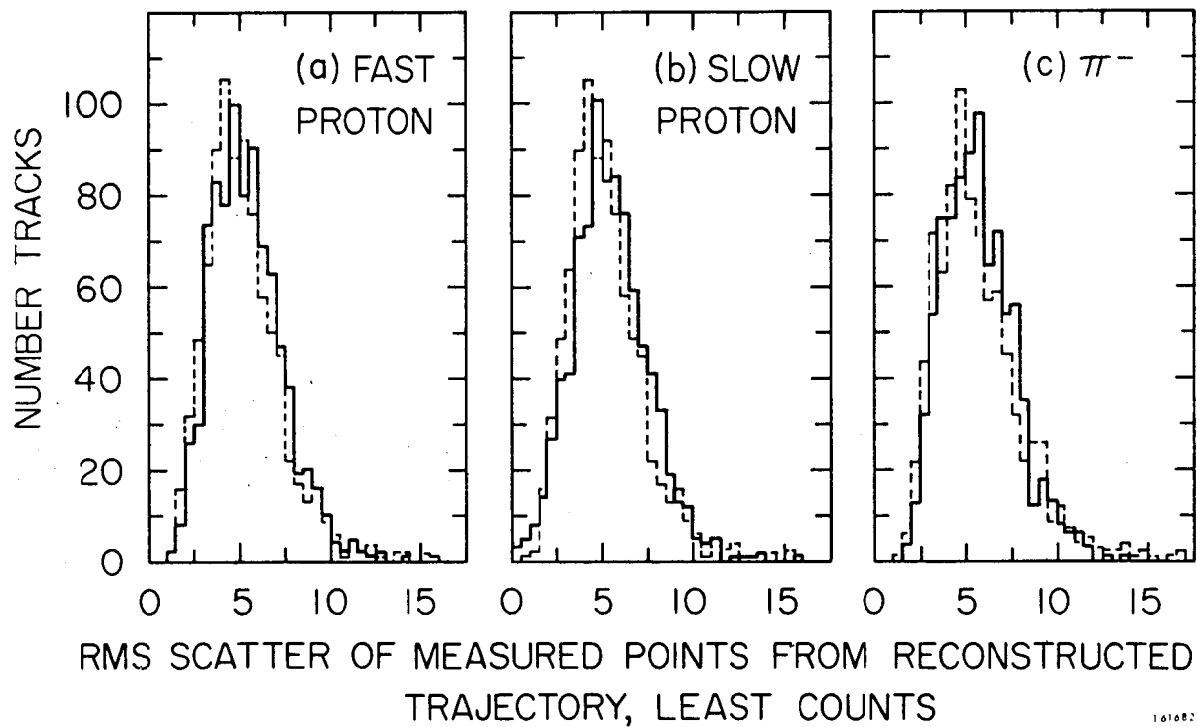 (a) FAST
PROTON
(b) SLOW
PROTON
(c) π⁻
NUMBER TRACKS
100
80
60
40
20
0
0 5 10 15
0 5 10 15
0 5 10 15
RMS SCATTER OF MEASURED POINTS FROM RECONSTRUCTED
TRAJECTORY, LEAST COUNTS